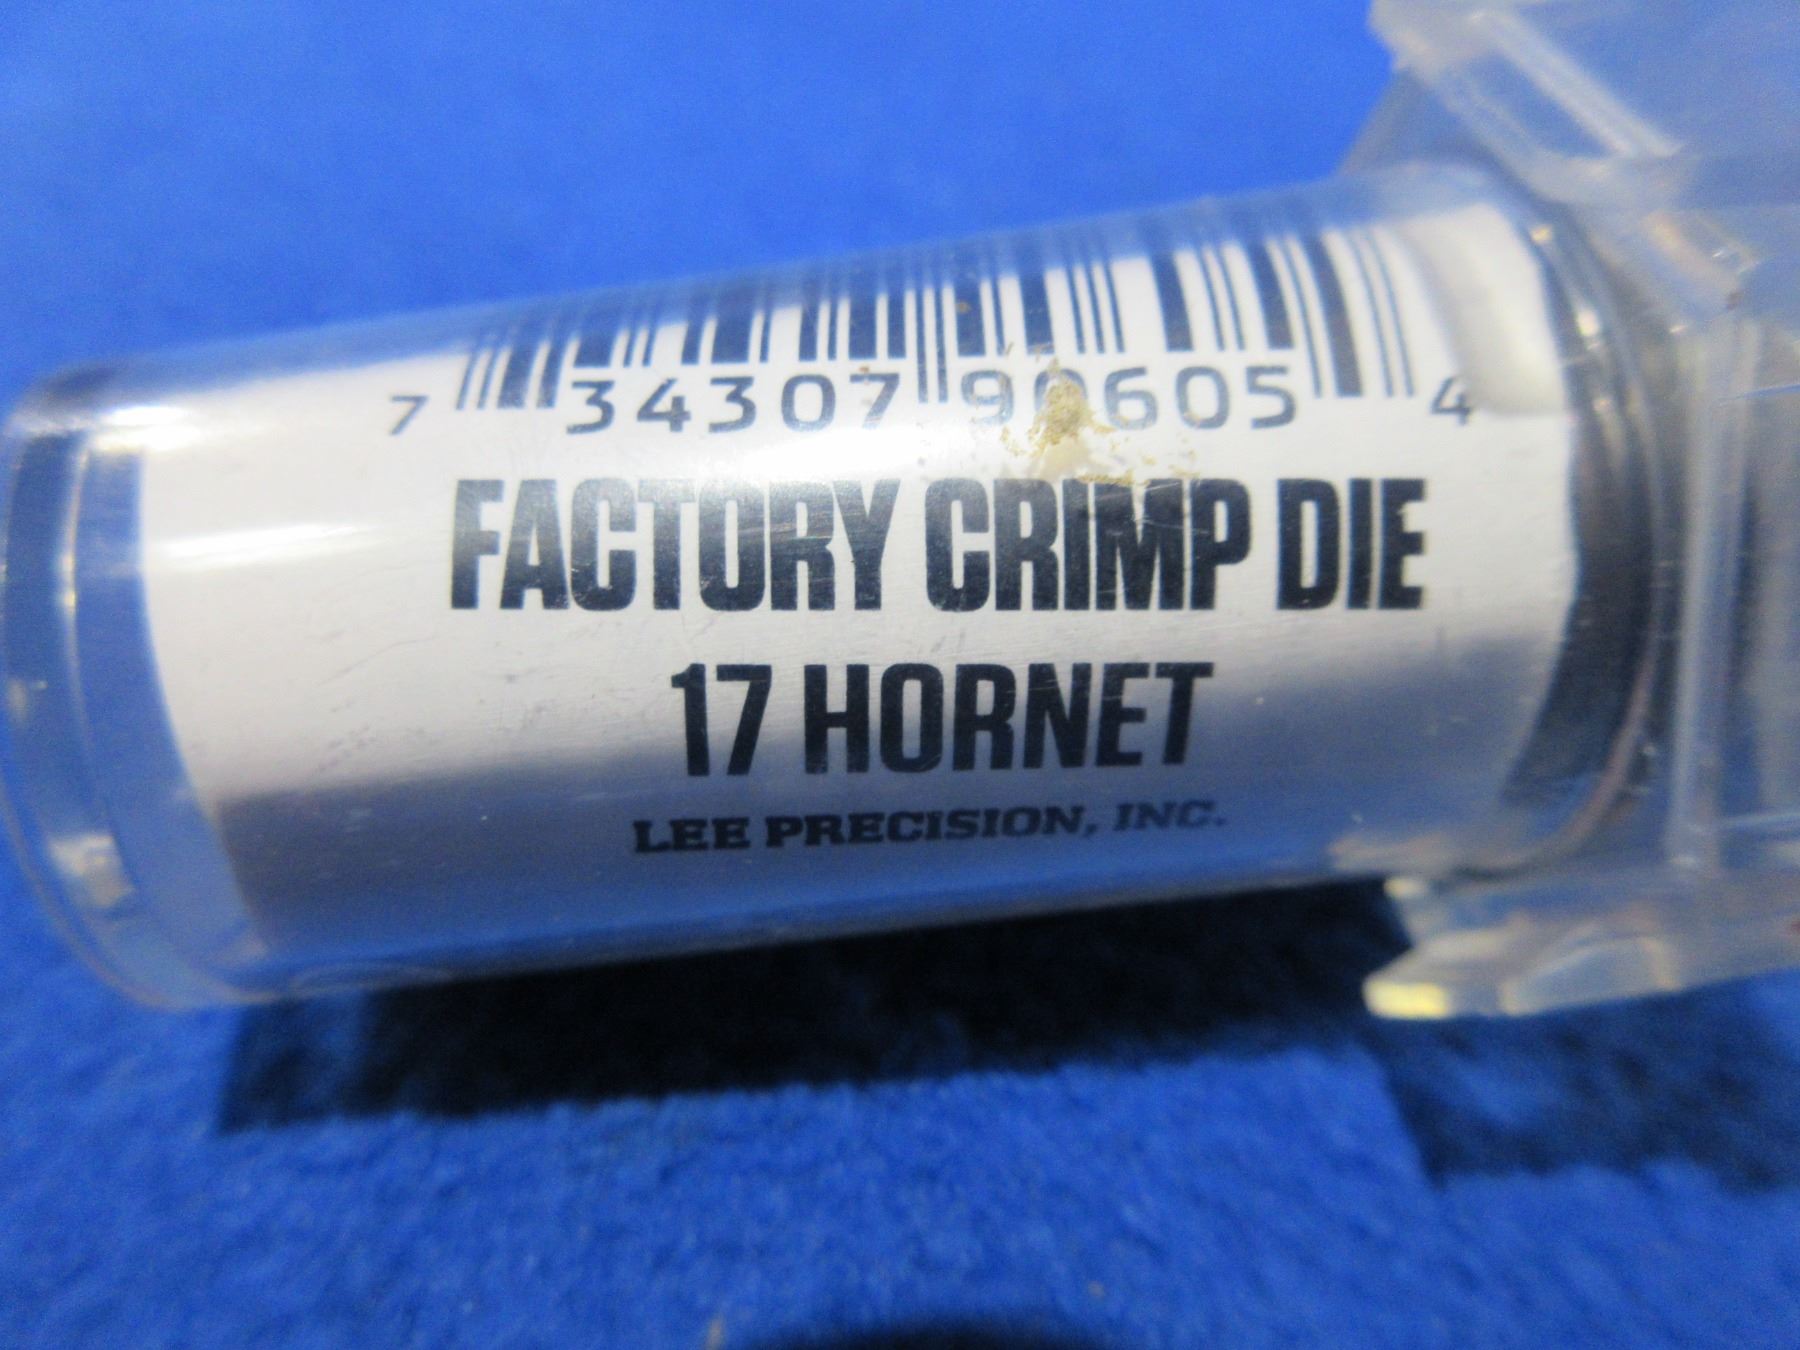 7 34307 90605 4
FACTORY CRIMP DIE
17 HORNET
LEE PRECISION, INC.